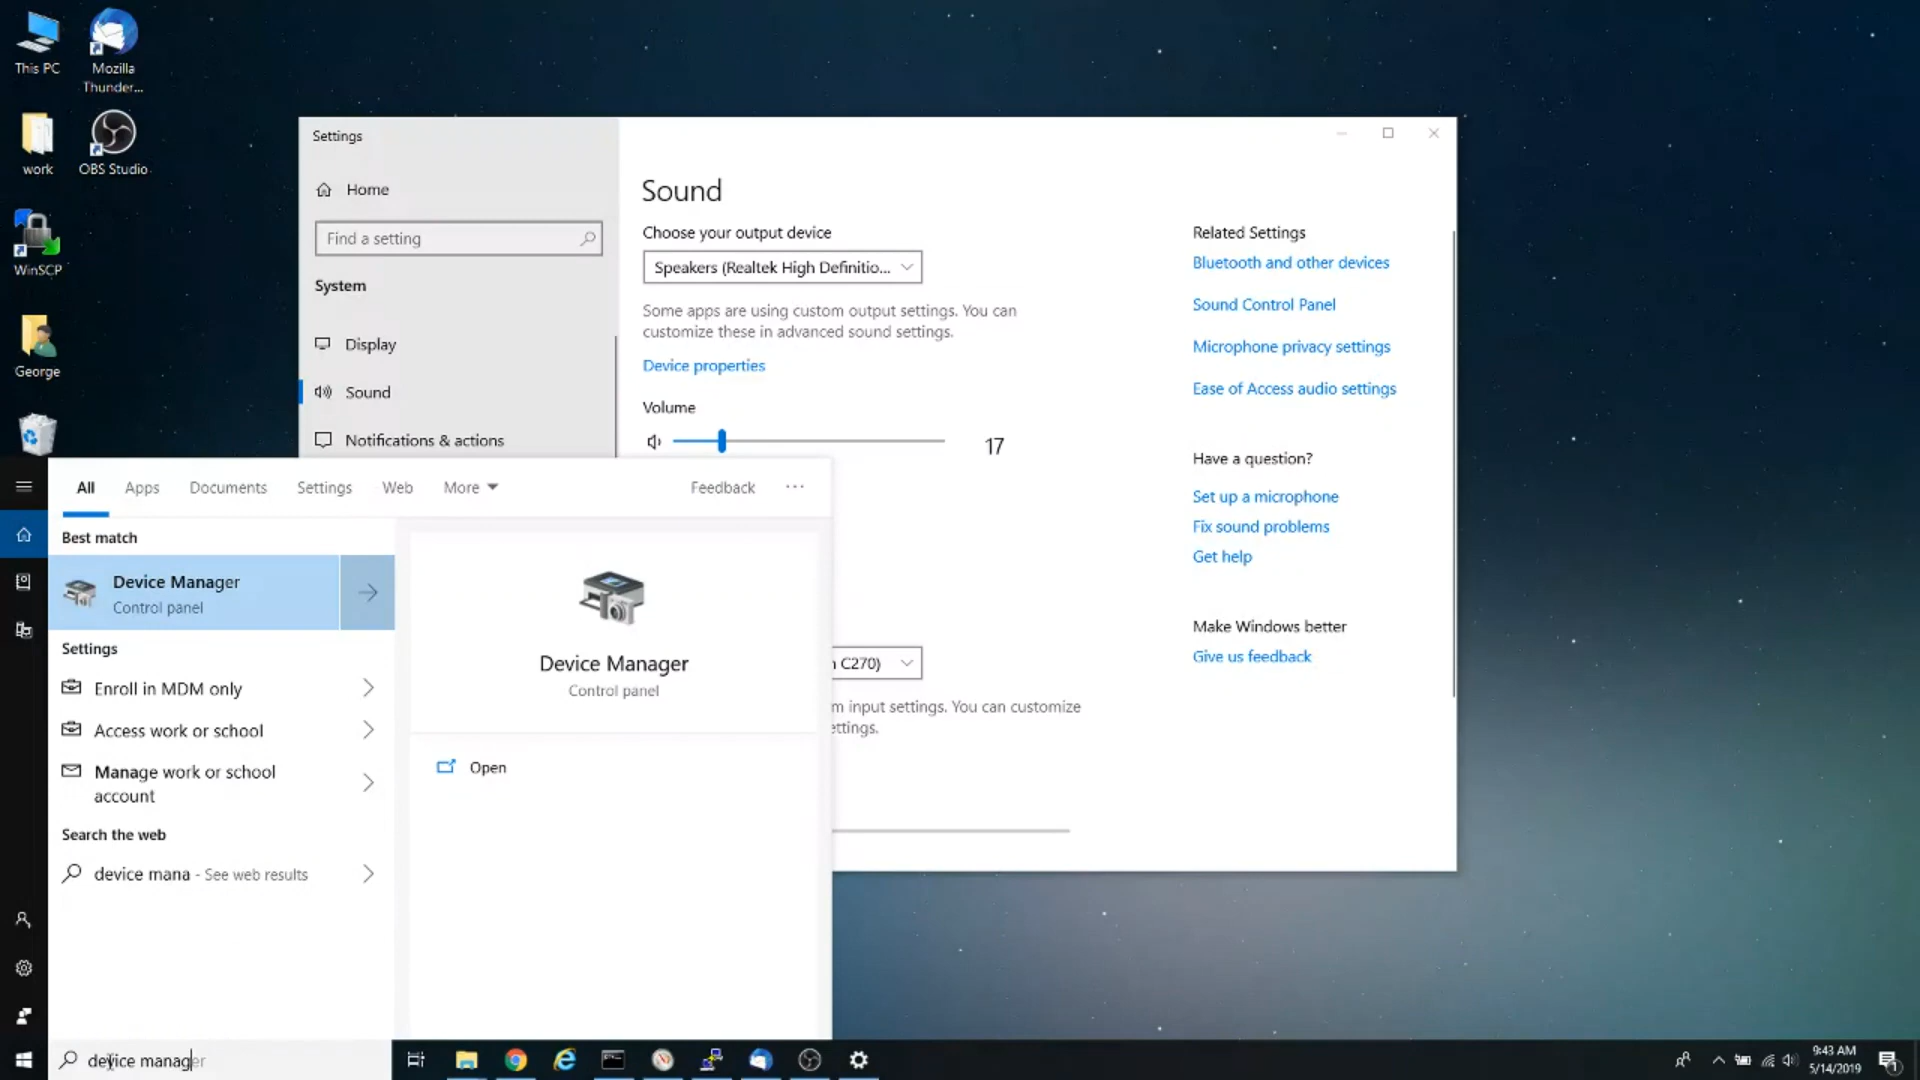 This PC
Mozilla
Thunder...
work
OBS Studio
WinSCP
George
Settings
Home
Find a setting
System
Display
Sound
Notifications & actions
Sound
Choose your output device
Speakers (Realtek High Definitio...
Some apps are using custom output settings. You can
customize these in advanced sound settings.
Device properties
Volume
17
n C270)
m input settings. You can customize
ettings.
Related Settings
Bluetooth and other devices
Sound Control Panel
Microphone privacy settings
Ease of Access audio settings
Have a question?
Set up a microphone
Fix sound problems
Get help
Make Windows better
Give us feedback
All
Apps
Documents
Settings
Web
More
Feedback
...
Best match
Device Manager
Control panel
Settings
Enroll in MDM only
Access work or school
Manage work or school
account
Search the web
device mana - See web results
Device Manager
Control panel
Open
device manager
9:43 AM
5/14/2019
1